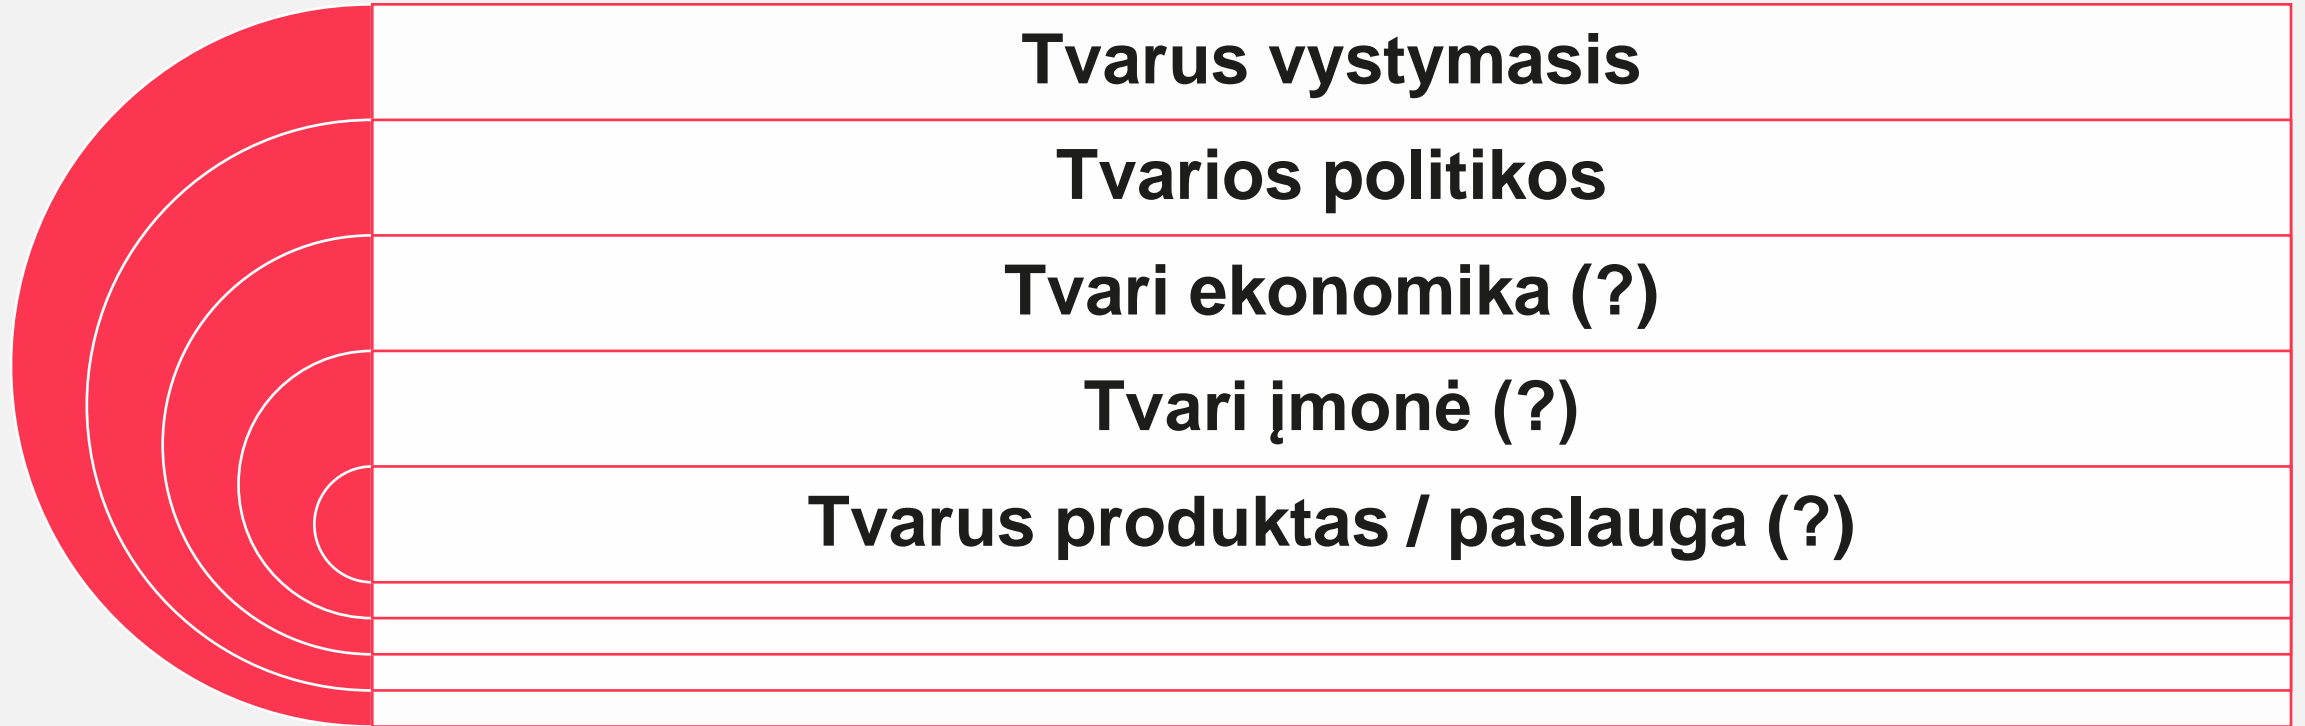 Tvarus vystymasis
Tvarios politikos
Tvari ekonomika (?)
Tvari įmonė (?)
Tvarus produktas / paslauga (?)